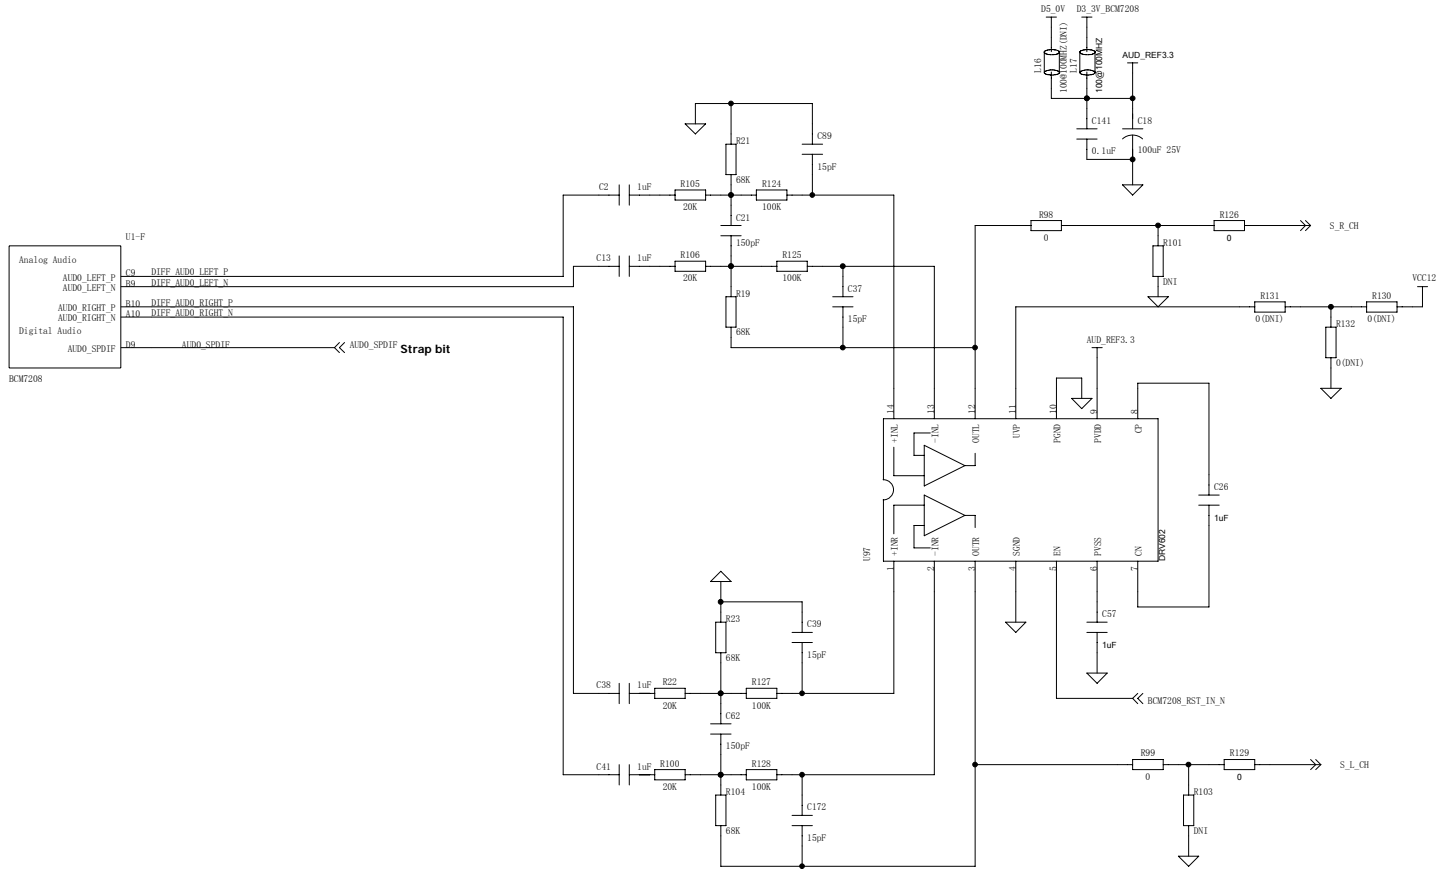 D5_0V D3_3V_BCM7208
L16
100@100MHZ(DNI)
L17
100@100MHZ
AUD_REF3.3
C141
0.1uF
C18
100uF 25V
R21
68K
C89
15pF
C2 1uF R105
20K
R124
100K
C21
150pF
C13 1uF R106
20K
R125
100K
R19
68K
C37
15pF
R98
0
R101
DNI
R126
0
S_R_CH
VCC12
R131
0(DNI)
R130
0(DNI)
R132
0(DNI)
U1-F
Analog Audio
AUDO_LEFT_P C9 DIFF_AUDO_LEFT_P
AUDO_LEFT_N B9 DIFF_AUDO_LEFT_N
AUDO_RIGHT_P B10 DIFF_AUDO_RIGHT_P
AUDO_RIGHT_N A10 DIFF_AUDO_RIGHT_N
Digital Audio
AUDO_SPDIF D9 AUDO_SPDIF AUDO_SPDIF Strap bit
BCM7208
AUD_REF3.3
14 13 12 11 10 9 8
+INL -INL OUTL UVP PGND PVDD CP
C26
1uF
U97
+INR -INR OUTR SGND EN PVSS CN
DRV602
1 2 3 4 5 6 7
C57
1uF
BCM7208_RST_IN_N
R23
68K
C39
15pF
C38 1uF R22
20K
R127
100K
C62
150pF
C41 1uF R100
20K
R128
100K
R104
68K
C172
15pF
R99
0
R129
0
S_L_CH
R103
DNI